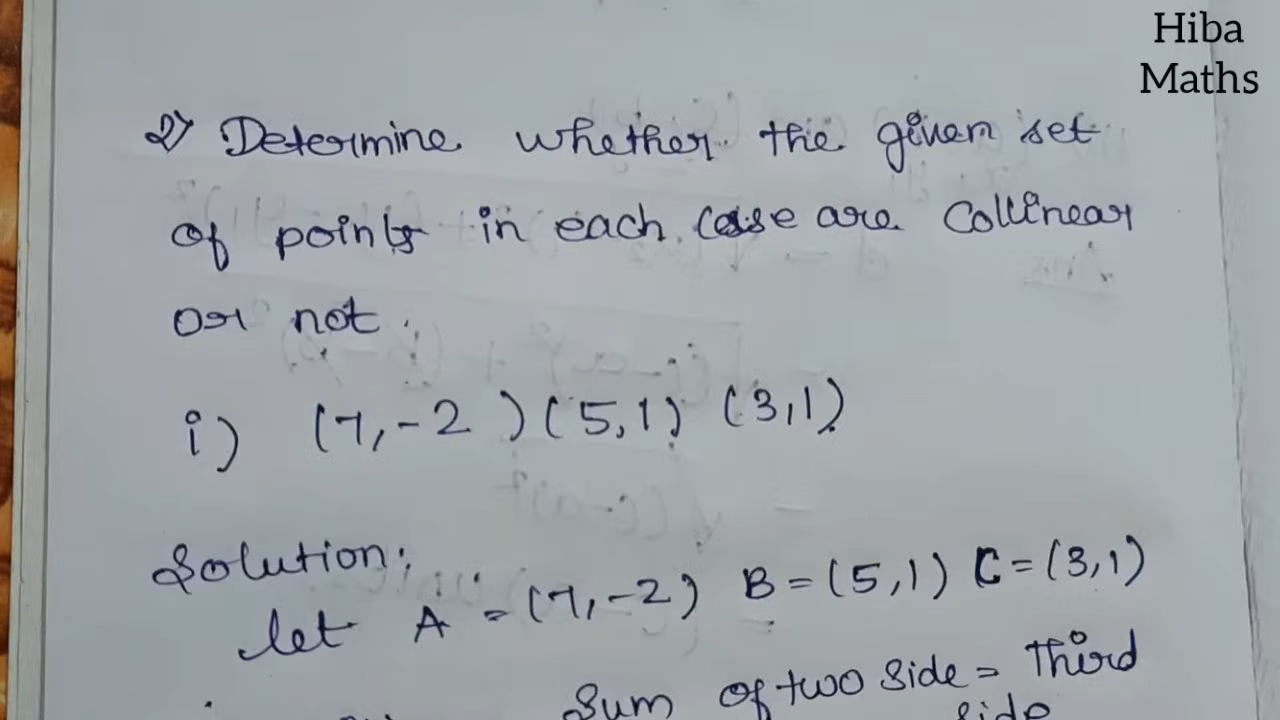 Hiba
Maths
2) Determine whether the given set
of points in each case are Collinear
or not.
i) (7,-2) (5,1) (3,1)
Solution:
let A = (7,-2) B = (5,1) C = (3,1)
Sum of two side = Third
side